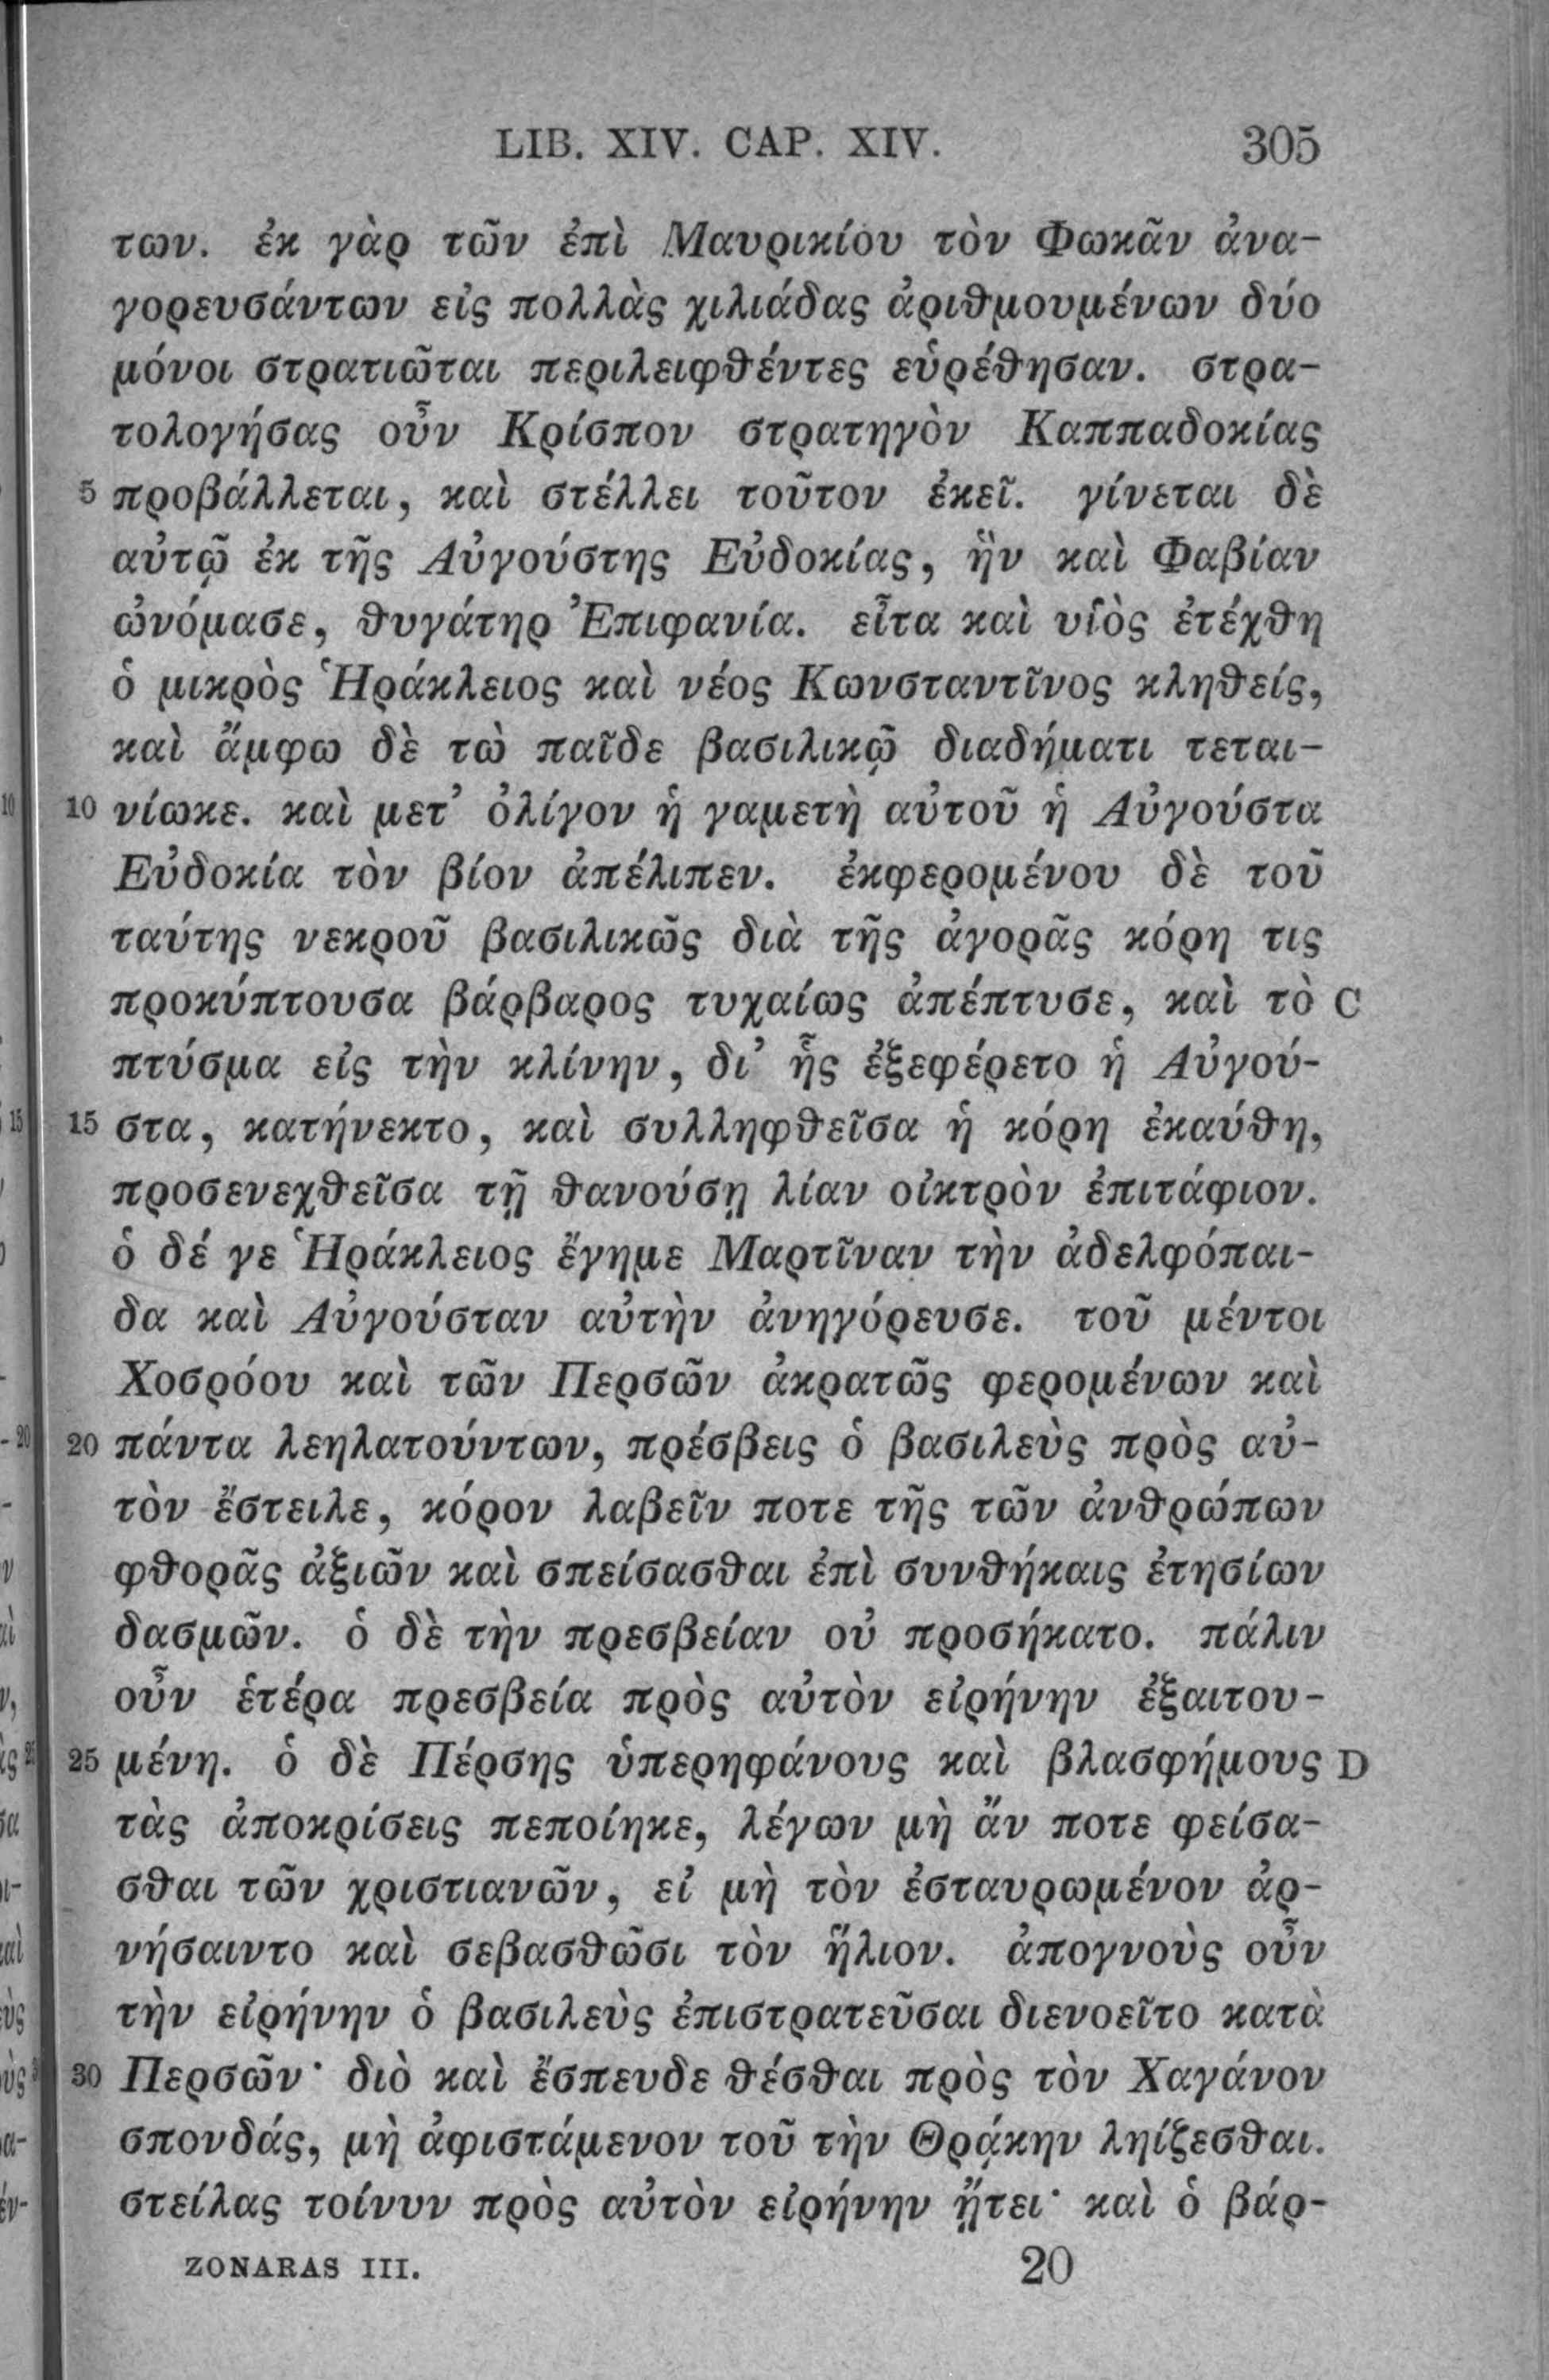 LIB. XIV. CAP. XIV. 305
των. ἐκ γὰρ τῶν ἐπὶ Μαυρικίου τὸν Φωκᾶν ἀνα-
γορευσάντων εἰς πολλὰς χιλιάδας ἀριθμουμένων δύο
μόνοι στρατιῶται περιλειφθέντες εὑρέθησαν. στρα-
τολογήσας οὖν Κρίσπον στρατηγὸν Καππαδοκίας
5 προβάλλεται, καὶ στέλλει τοῦτον ἐκεῖ. γίνεται δὲ
αὐτῷ ἐκ τῆς Αὐγούστης Εὐδοκίας, ἣν καὶ Φαβίαν
ὠνόμασε, θυγάτηρ Ἐπιφανία. εἶτα καὶ υἱὸς ἐτέχθη
ὁ μικρὸς Ἡράκλειος καὶ νέος Κωνσταντῖνος κληθείς,
καὶ ἄμφω δὲ τὼ παῖδε βασιλικῷ διαδήματι τεται-
10 νίωκε. καὶ μετ’ ὀλίγον ἡ γαμετὴ αὐτοῦ ἡ Αὐγούστα
Εὐδοκία τὸν βίον ἀπέλιπεν. ἐκφερομένου δὲ τοῦ
ταύτης νεκροῦ βασιλικῶς διὰ τῆς ἀγορᾶς κόρη τις
προκύπτουσα βάρβαρος τυχαίως ἀπέπτυσε, καὶ τὸ C
πτύσμα εἰς τὴν κλίνην, δι’ ἧς ἐξεφέρετο ἡ Αὐγού-
15 στα, κατήνεκτο, καὶ συλληφθεῖσα ἡ κόρη ἐκαύθη,
προσενεχθεῖσα τῇ θανούσῃ λίαν οἰκτρὸν ἐπιτάφιον.
ὁ δέ γε Ἡράκλειος ἔγημε Μαρτῖναν τὴν ἀδελφόπαι-
δα καὶ Αὐγούσταν αὐτὴν ἀνηγόρευσε. τοῦ μέντοι
Χοσρόου καὶ τῶν Περσῶν ἀκρατῶς φερομένων καὶ
20 πάντα λεηλατούντων, πρέσβεις ὁ βασιλεὺς πρὸς αὐ-
τὸν ἔστειλε, κόρον λαβεῖν ποτε τῆς τῶν ἀνθρώπων
φθορᾶς ἀξιῶν καὶ σπείσασθαι ἐπὶ συνθήκαις ἐτησίων
δασμῶν. ὁ δὲ τὴν πρεσβείαν οὐ προσήκατο. πάλιν
οὖν ἑτέρα πρεσβεία πρὸς αὐτὸν εἰρήνην ἐξαιτου-
25 μένη. ὁ δὲ Πέρσης ὑπερηφάνους καὶ βλασφήμους D
τὰς ἀποκρίσεις πεποίηκε, λέγων μὴ ἄν ποτε φείσα-
σθαι τῶν χριστιανῶν, εἰ μὴ τὸν ἐσταυρωμένον ἀρ-
νήσαιντο καὶ σεβασθῶσι τὸν ἥλιον. ἀπογνοὺς οὖν
τὴν εἰρήνην ὁ βασιλεὺς ἐπιστρατεῦσαι διενοεῖτο κατὰ
30 Περσῶν· διὸ καὶ ἔσπευδε θέσθαι πρὸς τὸν Χαγάνον
σπονδάς, μὴ ἀφιστάμενον τοῦ τὴν Θρᾴκην ληίζεσθαι.
στείλας τοίνυν πρὸς αὐτὸν εἰρήνην ᾔτει· καὶ ὁ βάρ-
ZONARAS III. 20